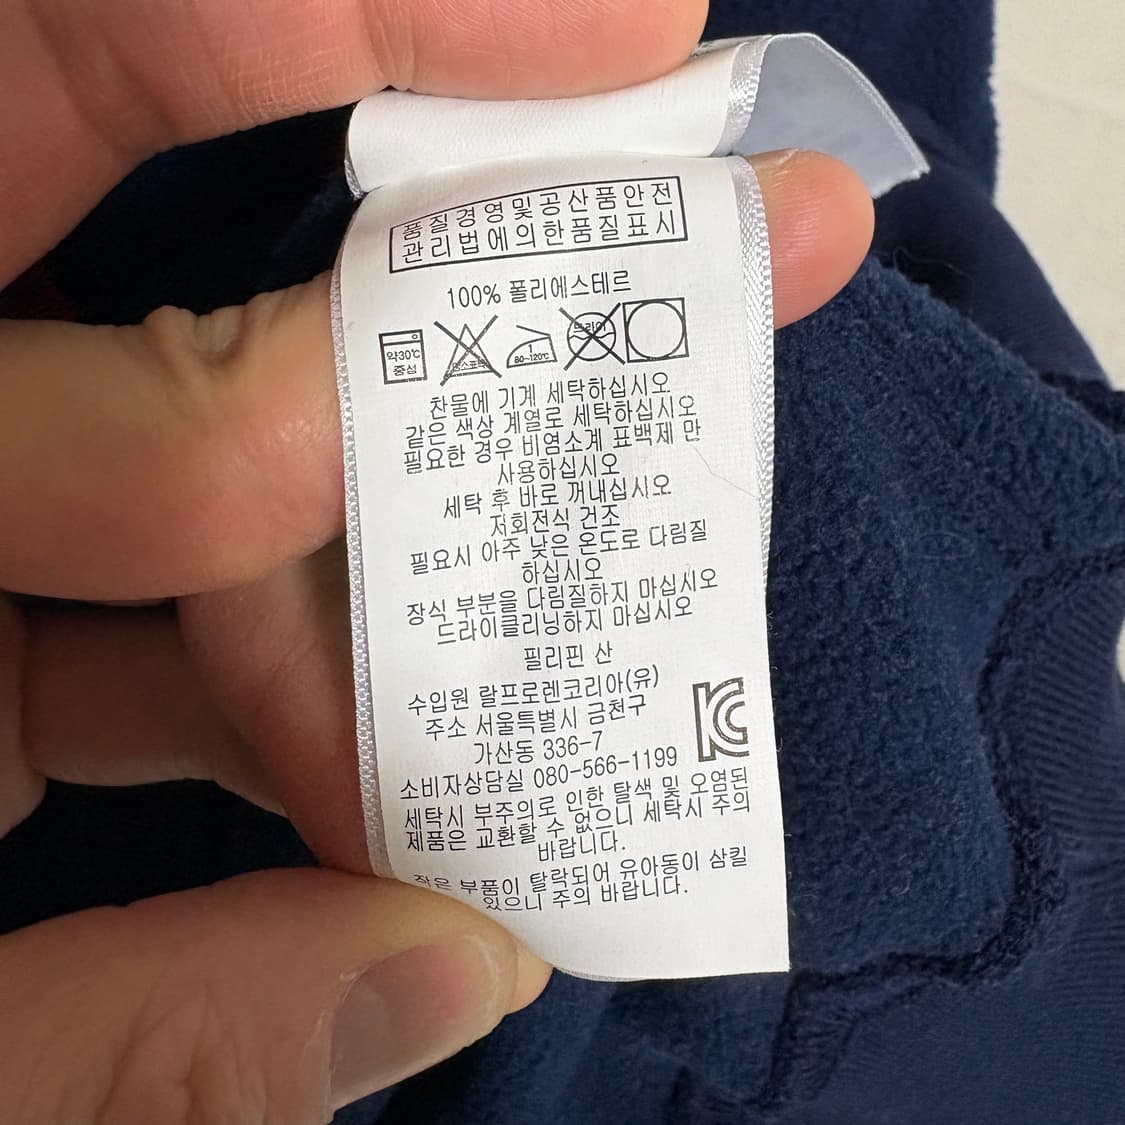 품질경영및공산품안전
관리법에의한품질표시
100% 폴리에스테르
약30℃
중성
염소표백
1
80~120℃
드라이
찬물에 기계 세탁하십시오
같은 색상 계열로 세탁하십시오
필요한 경우 비염소계 표백제 만
사용하십시오
세탁 후 바로 꺼내십시오
저회전식 건조
필요시 아주 낮은 온도로 다림질
하십시오
장식 부분을 다림질하지 마십시오
드라이클리닝하지 마십시오
필리핀 산
수입원 랄프로렌코리아(유)
주소 서울특별시 금천구
가산동 336-7
소비자상담실 080-566-1199
세탁시 부주의로 인한 탈색 및 오염된
제품은 교환할 수 없으니 세탁시 주의
바랍니다.
작은 부품이 탈락되어 유아동이 삼킬
있으니 주의 바랍니다.
KC